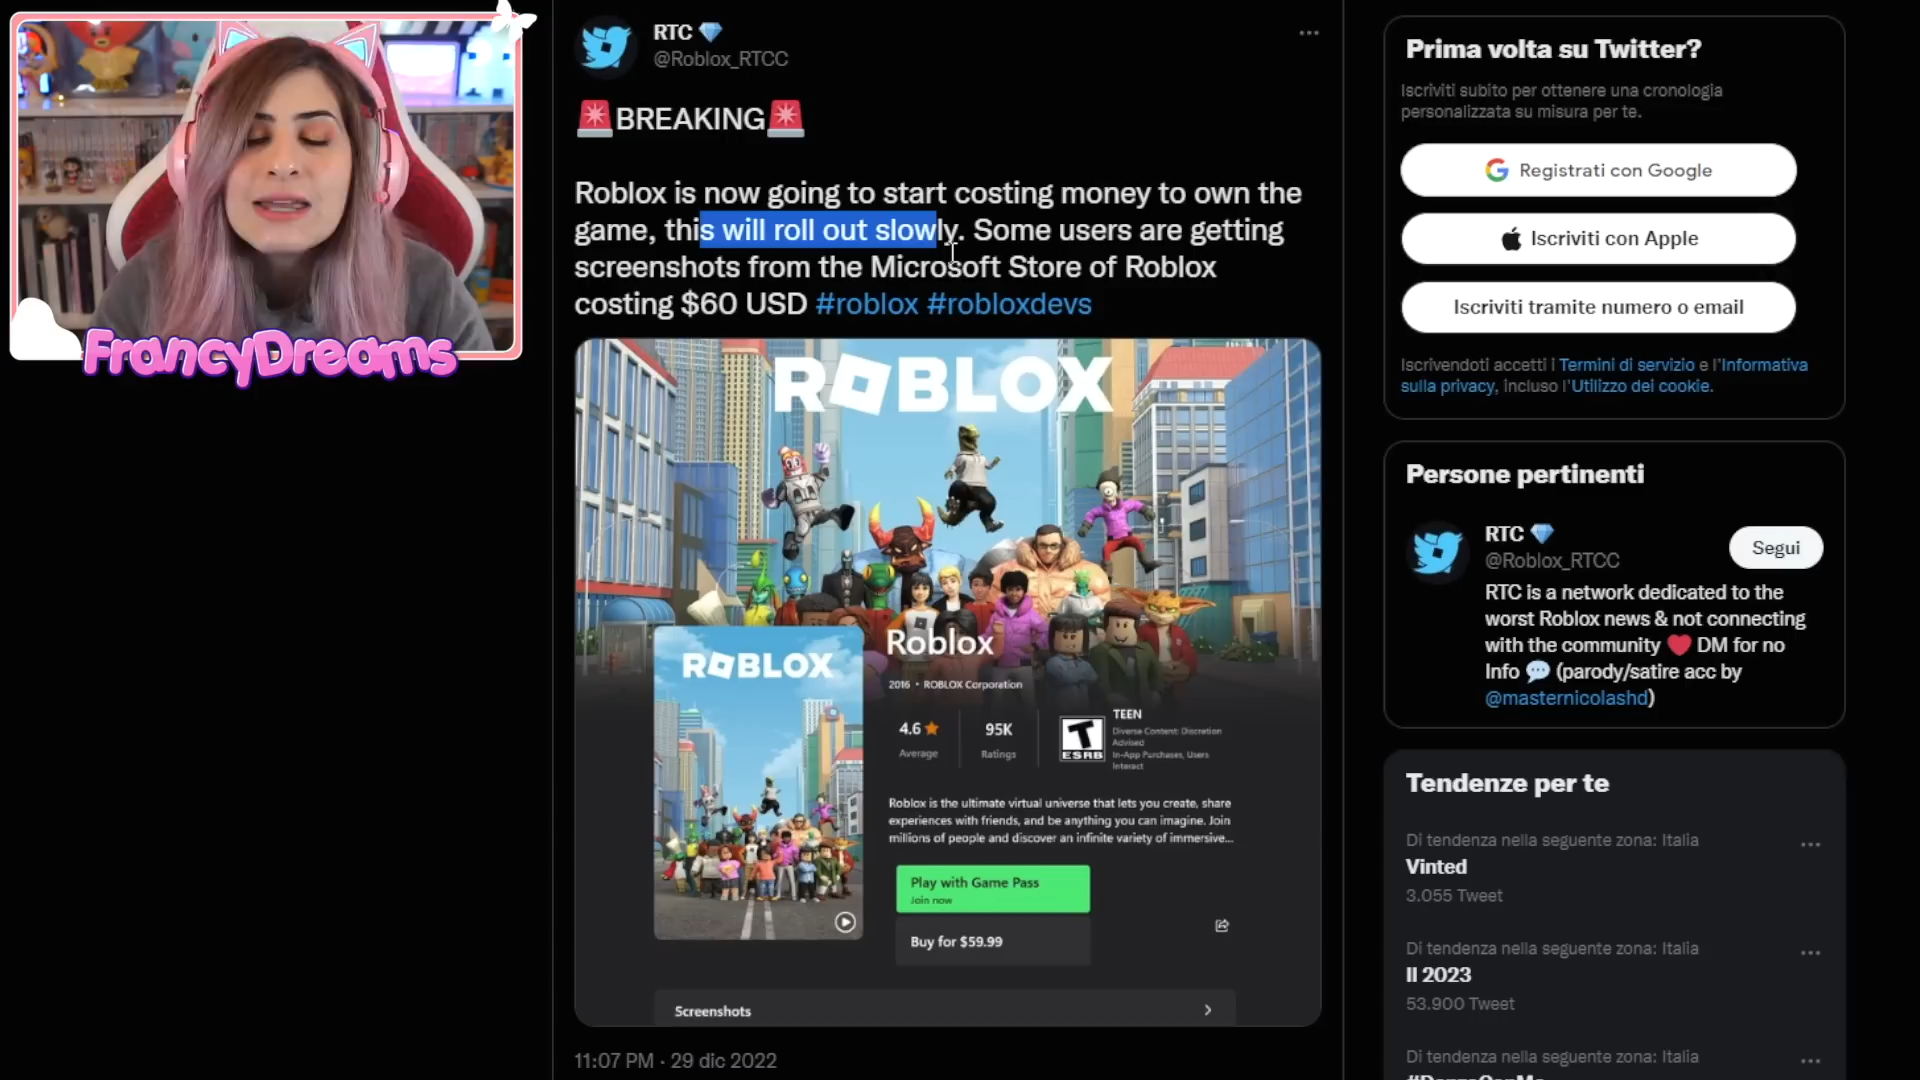 FrancyDreams
RTC 💎
@Roblox_RTCC
🚨BREAKING🚨
Roblox is now going to start costing money to own the
game, this will roll out slowly. Some users are getting
screenshots from the Microsoft Store of Roblox
costing $60 USD #roblox #robloxdevs
ROBLOX
ROBLOX
Roblox
2016 • ROBLOX Corporation
4.6 ★
Average
95K
Ratings
T
ESRB
TEEN
Diverse Content: Discretion
Advised
In-App Purchases, Users
Interact
Roblox is the ultimate virtual universe that lets you create, share
experiences with friends, and be anything you can imagine. Join
millions of people and discover an infinite variety of immersive...
Play with Game Pass
Join now
Buy for $59.99
Screenshots
11:07 PM · 29 dic 2022
Prima volta su Twitter?
Iscriviti subito per ottenere una cronologia
personalizzata su misura per te.
Registrati con Google
Iscriviti con Apple
Iscriviti tramite numero o email
Iscrivendoti accetti i Termini di servizio e l'Informativa
sulla privacy, incluso l'Utilizzo dei cookie.
Persone pertinenti
RTC 💎
@Roblox_RTCC
Segui
RTC is a network dedicated to the
worst Roblox news & not connecting
with the community ❤️ DM for no
Info 💬 (parody/satire acc by
@masternicolashd)
Tendenze per te
Di tendenza nella seguente zona: Italia
Vinted
3.055 Tweet
Di tendenza nella seguente zona: Italia
Il 2023
53.900 Tweet
Di tendenza nella seguente zona: Italia